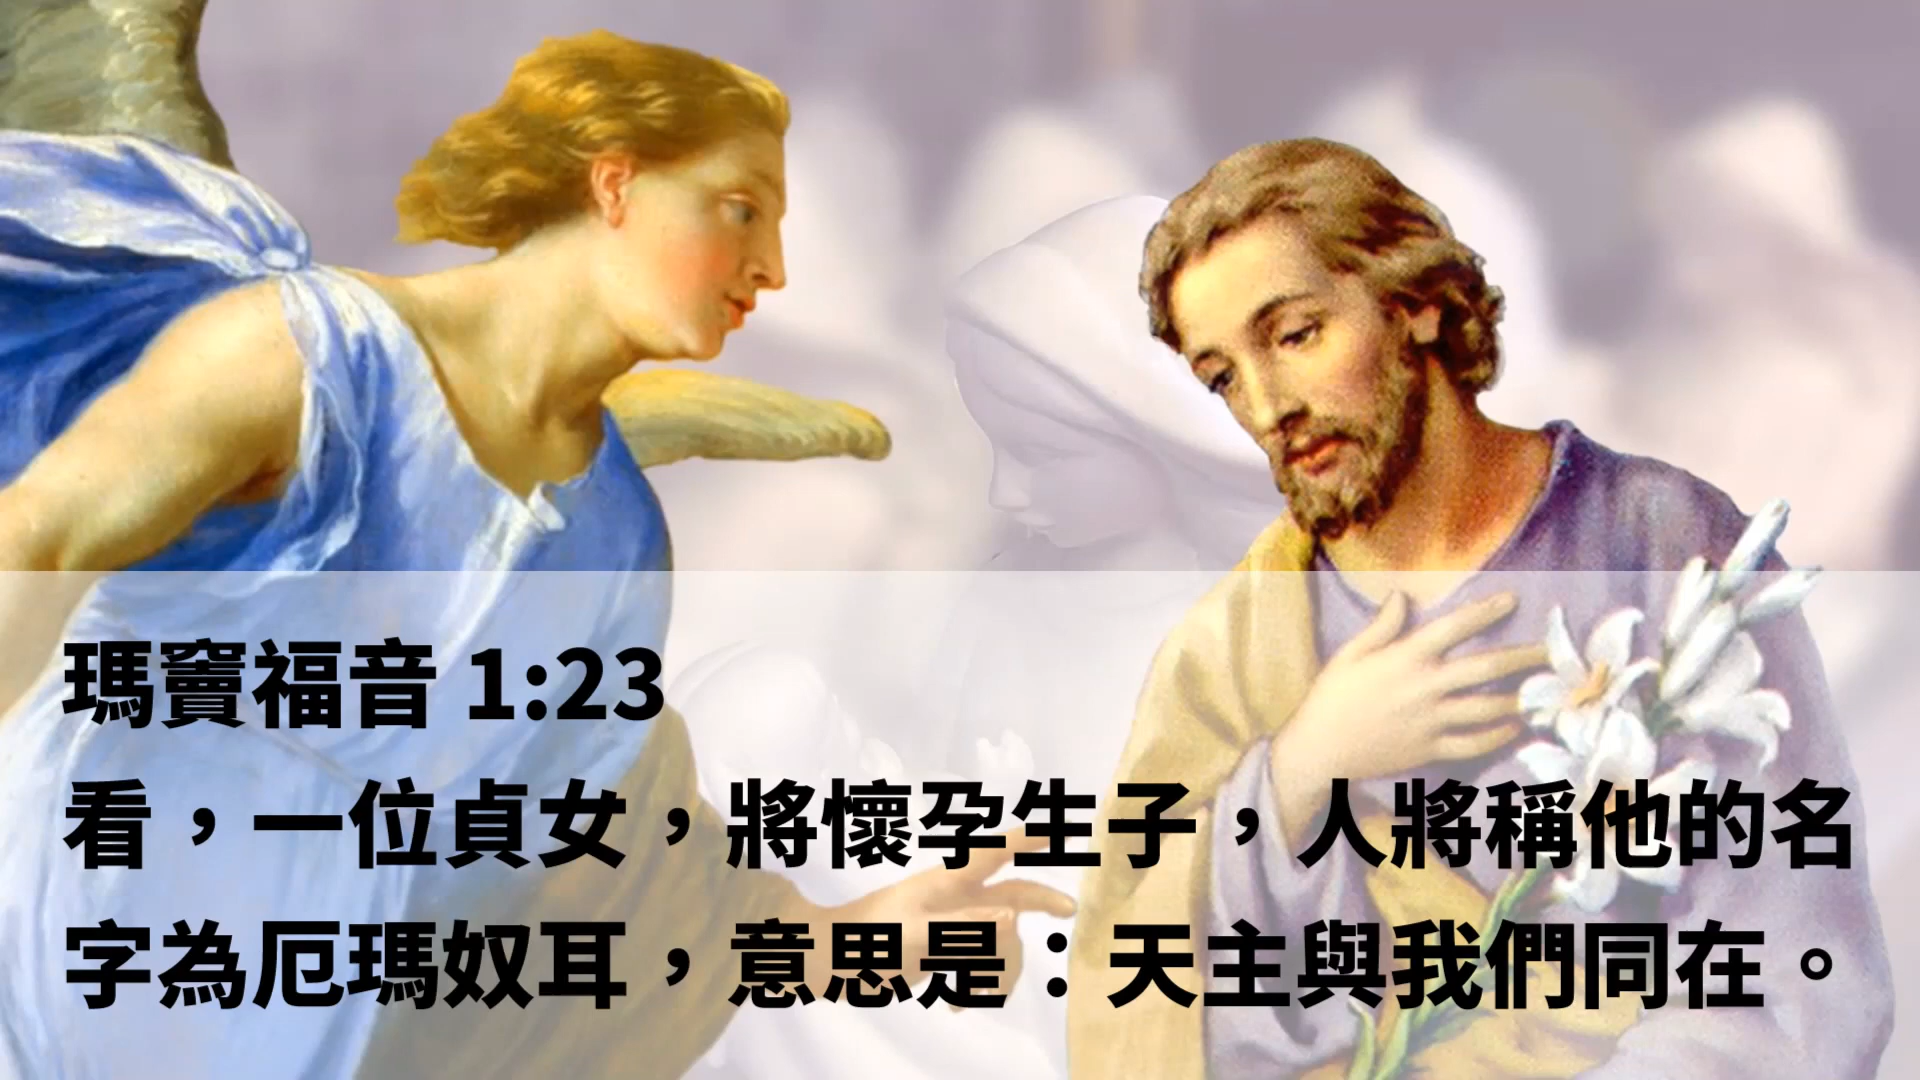 瑪竇福音 1:23
看，一位貞女，將懷孕生子，人將稱他的名
字為厄瑪奴耳，意思是：天主與我們同在。